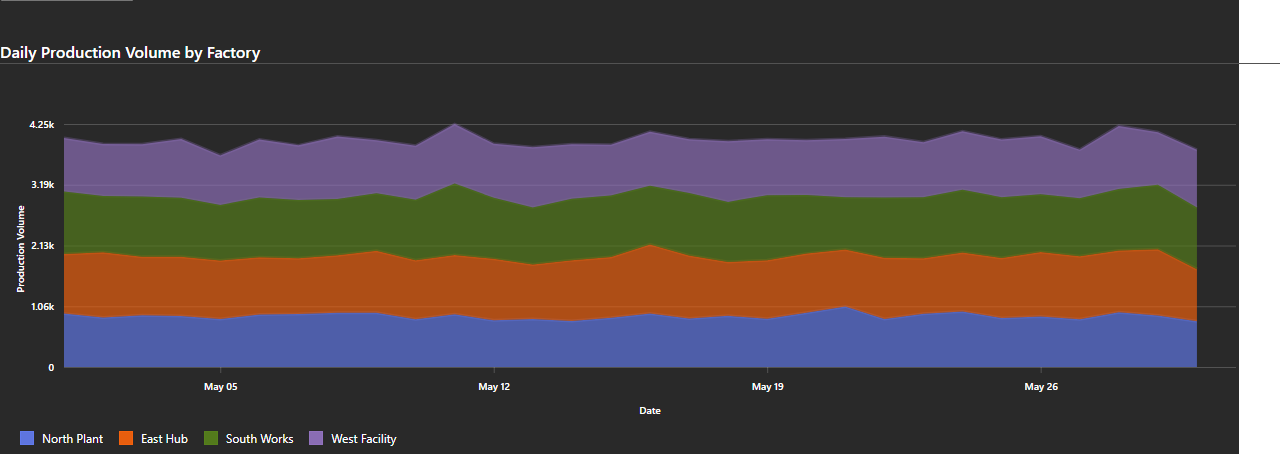 Daily Production Volume by Factory
4.25k
3.19k
2.13k
1.06k
0
Production Volume
May 05
May 12
May 19
May 26
Date
North Plant
East Hub
South Works
West Facility